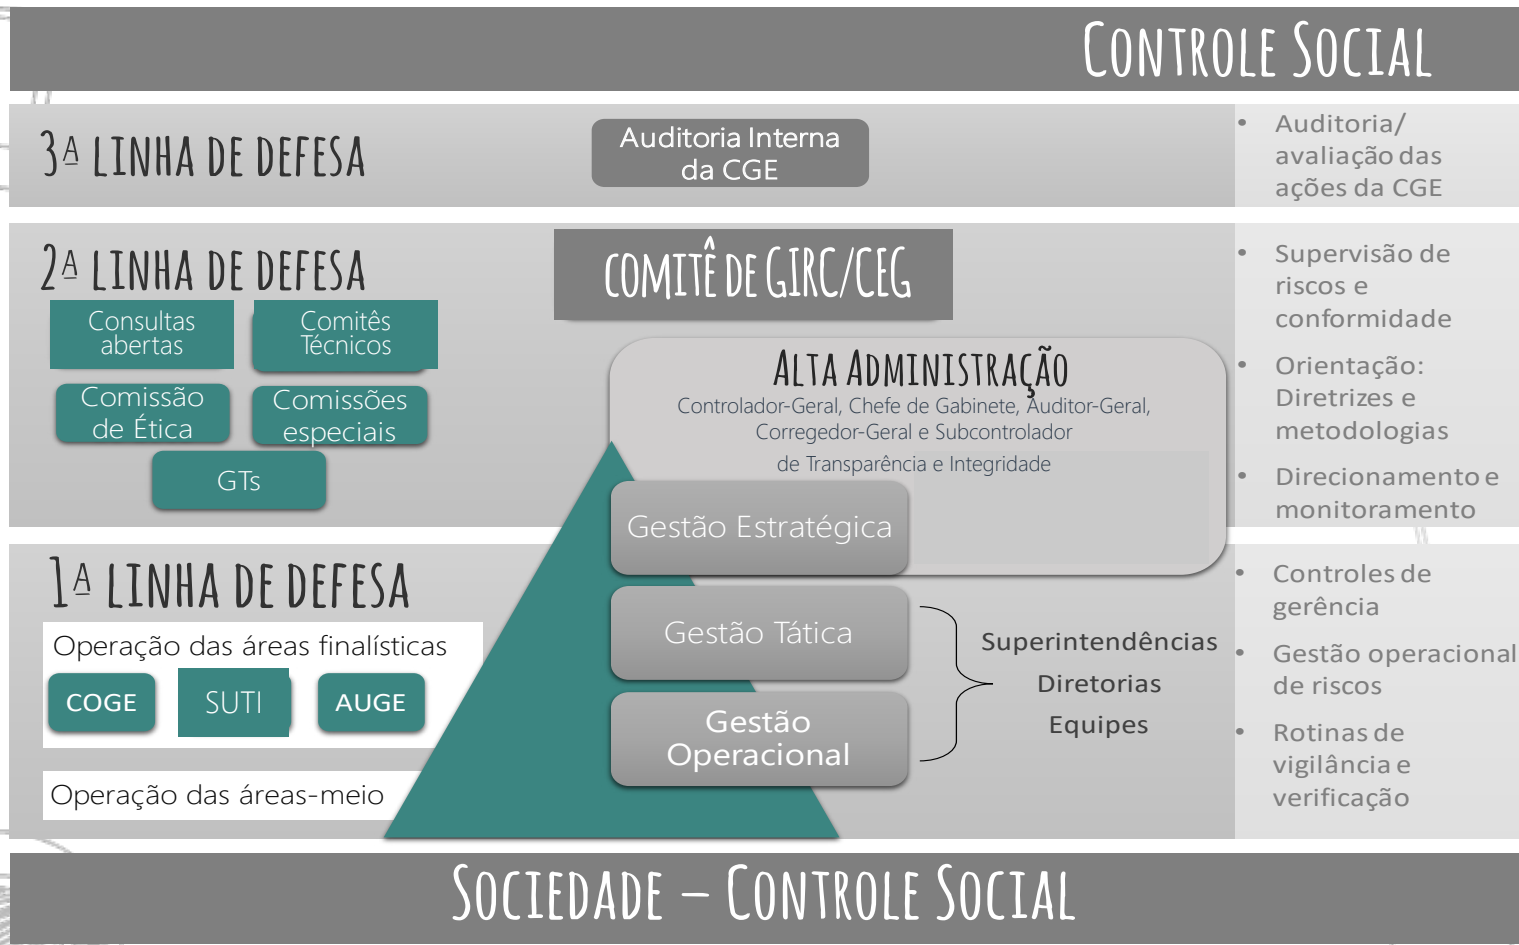 CONTROLE SOCIAL
3ª LINHA DE DEFESA
Auditoria Interna
da CGE
• Auditoria/
avaliação das
ações da CGE
2ª LINHA DE DEFESA
Consultas
abertas
Comitês
Técnicos
Comissão
de Ética
Comissões
especiais
GTs
COMITÊ DE GIRC/CEG
ALTA ADMINISTRAÇÃO
Controlador-Geral, Chefe de Gabinete, Auditor-Geral,
Corregedor-Geral e Subcontrolador
de Transparência e Integridade
Gestão Estratégica
• Supervisão de
riscos e
conformidade
• Orientação:
Diretrizes e
metodologias
• Direcionamento e
monitoramento
1ª LINHA DE DEFESA
Operação das áreas finalísticas
COGE
SUTI
AUGE
Operação das áreas-meio
Gestão Tática
Gestão
Operacional
Superintendências
Diretorias
Equipes
• Controles de
gerência
• Gestão operacional
de riscos
• Rotinas de
vigilância e
verificação
SOCIEDADE – CONTROLE SOCIAL